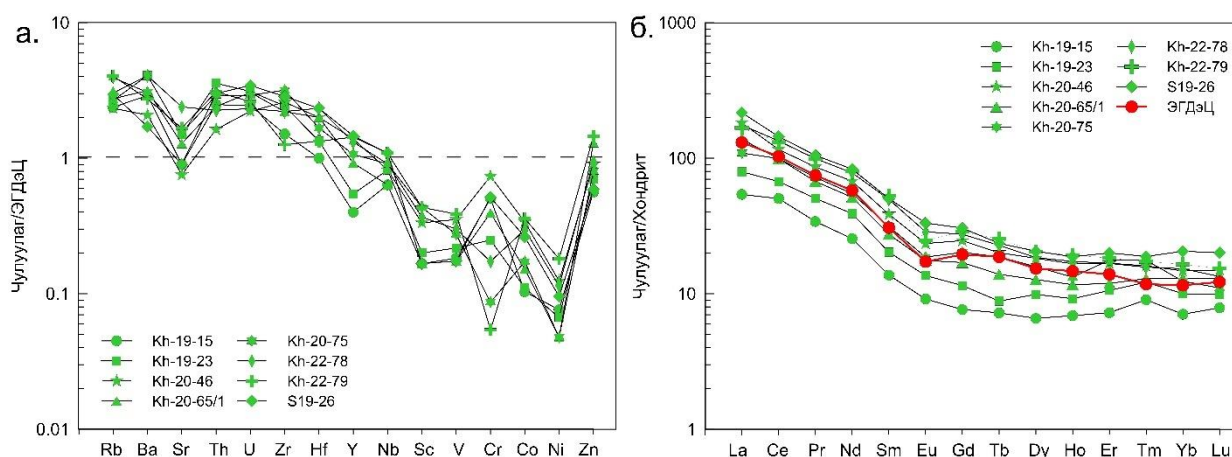 а.
Чулуулаг/ЭГДэЦ
10
1
0.1
0.01
Kh-19-15
Kh-19-23
Kh-20-46
Kh-20-65/1
Kh-20-75
Kh-22-78
Kh-22-79
S19-26
Rb Ba Sr Th U Zr Hf Y Nb Sc V Cr Co Ni Zn
б.
Чулуулаг/Хондрит
1000
100
10
1
Kh-19-15
Kh-19-23
Kh-20-46
Kh-20-65/1
Kh-20-75
Kh-22-78
Kh-22-79
S19-26
ЭГДэЦ
La Ce Pr Nd Sm Eu Gd Tb Dy Ho Er Tm Yb Lu